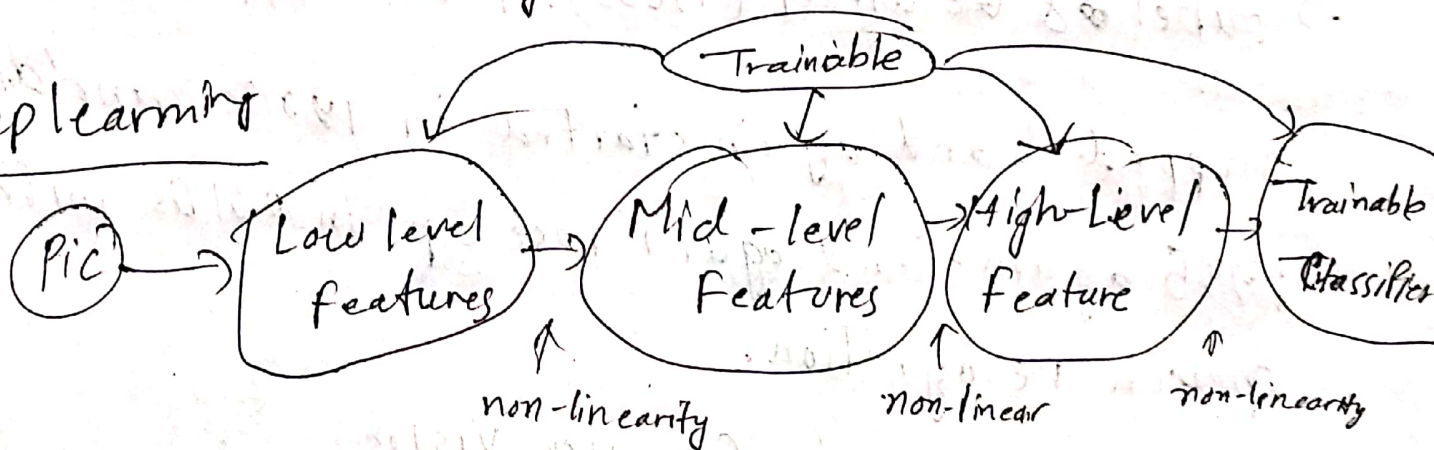 Trainable
plearning
Pic
Low level
features
Mid-level
Features
High-Level
feature
Trainable
Classifier
non-linearity
non-linear
non-linearity